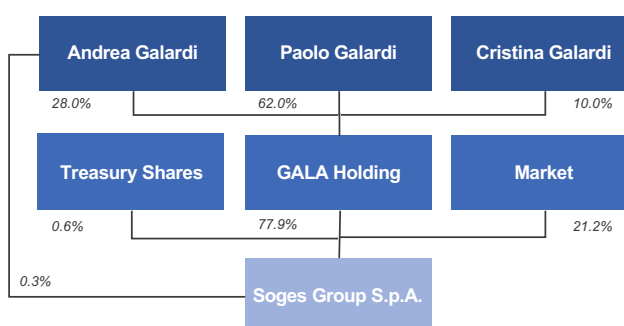 Andrea Galardi
Paolo Galardi
Cristina Galardi
28.0%
62.0%
10.0%
Treasury Shares
GALA Holding
Market
0.6%
77.9%
21.2%
0.3%
Soges Group S.p.A.